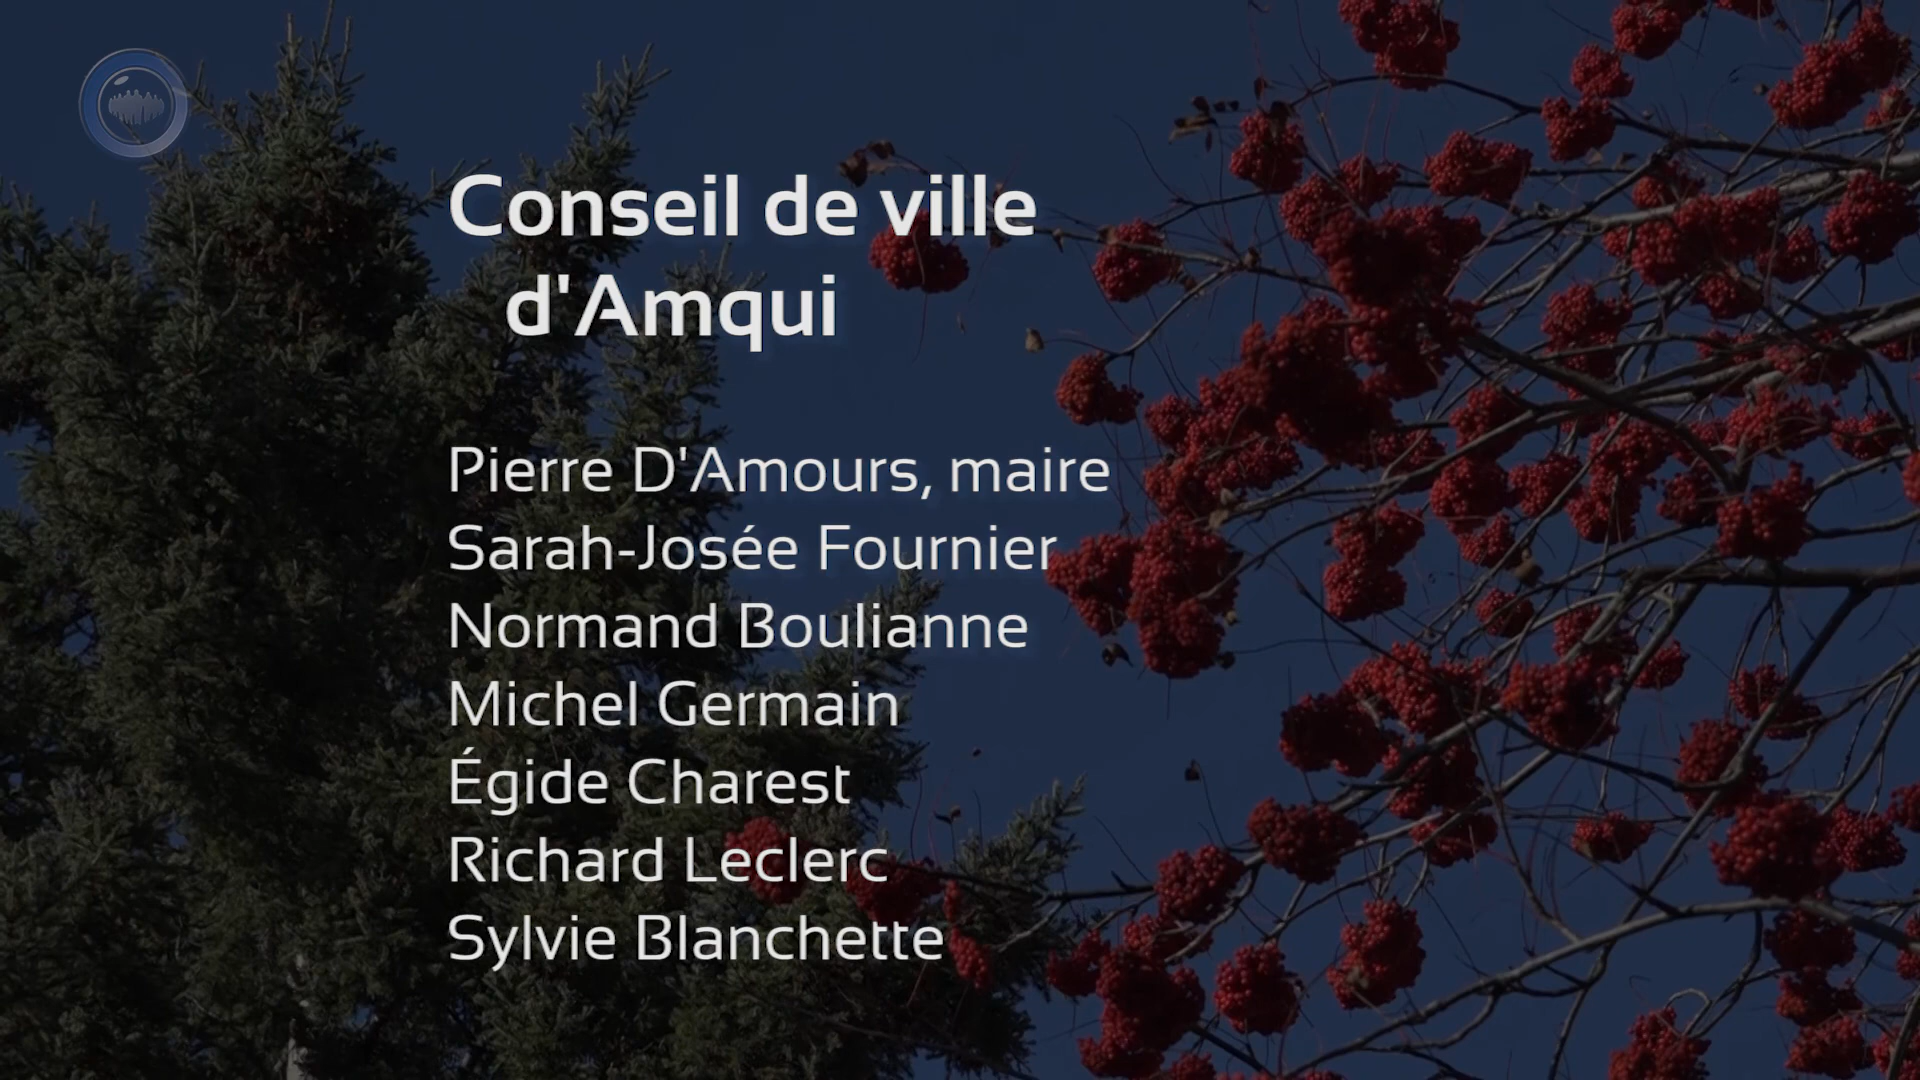 Conseil de ville
d'Amqui
Pierre D'Amours, maire
Sarah-Josée Fournier
Normand Boulianne
Michel Germain
Égide Charest
Richard Leclerc
Sylvie Blanchette